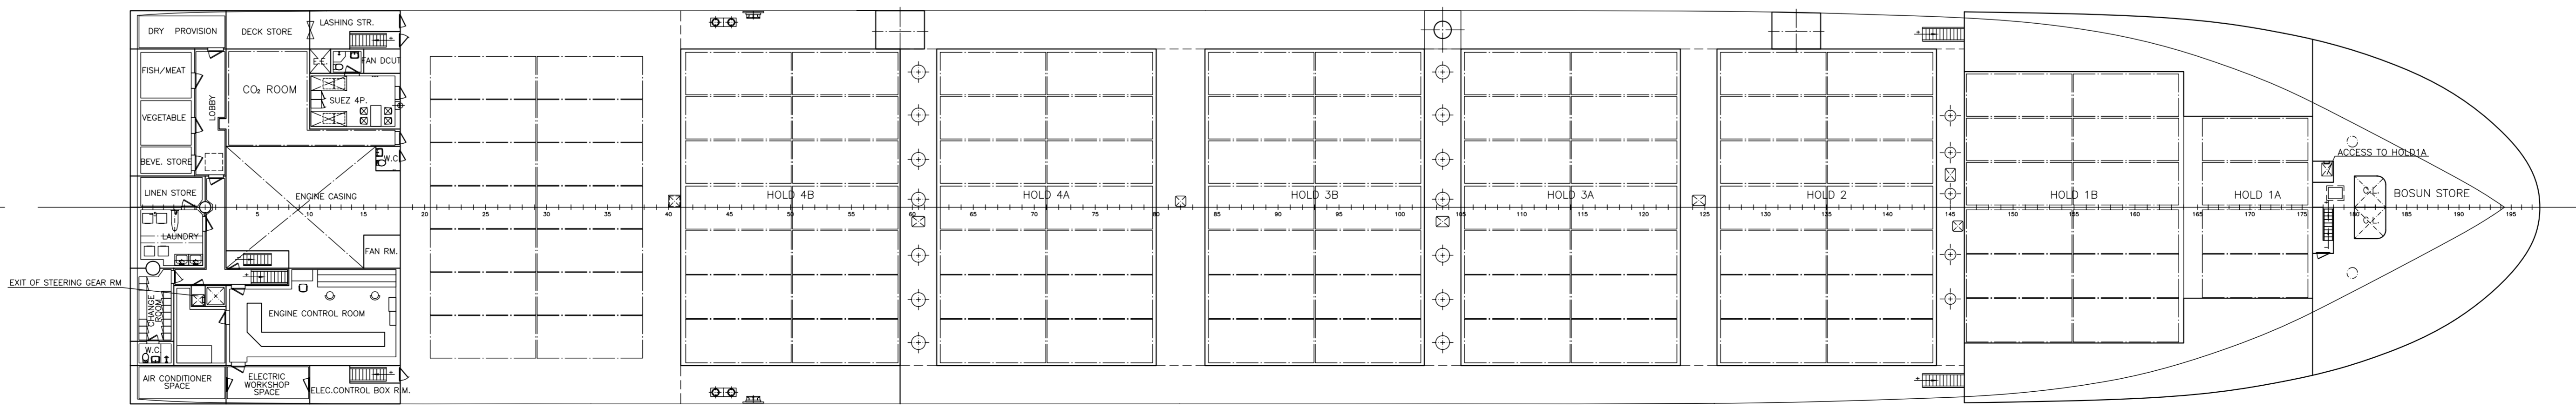 DRY PROVISION
DECK STORE
LASHING STR.
FISH/MEAT
LOBBY
CO₂ ROOM
E.E.
FAN DCUT
SUEZ 4P.
VEGETABLE
BEVE. STORE
W.C
LINEN STORE
ENGINE CASING
LAUNDRY
FAN RM.
EXIT OF STEERING GEAR RM
CHANGE
ROOM
ENGINE CONTROL ROOM
W.C
AIR CONDITIONER
SPACE
ELECTRIC
WORKSHOP
SPACE
ELEC.CONTROL BOX R.M.
HOLD 4B
HOLD 4A
HOLD 3B
HOLD 3A
HOLD 2
HOLD 1B
HOLD 1A
ACCESS TO HOLD1A
BOSUN STORE
C.L.
C.L.
-5 5 10 15 20 25 30 35 40 45 50 55 60 65 70 75 80 85 90 95 100 105 110 115 120 125 130 135 140 145 150 155 160 165 170 175 180 185 190 195